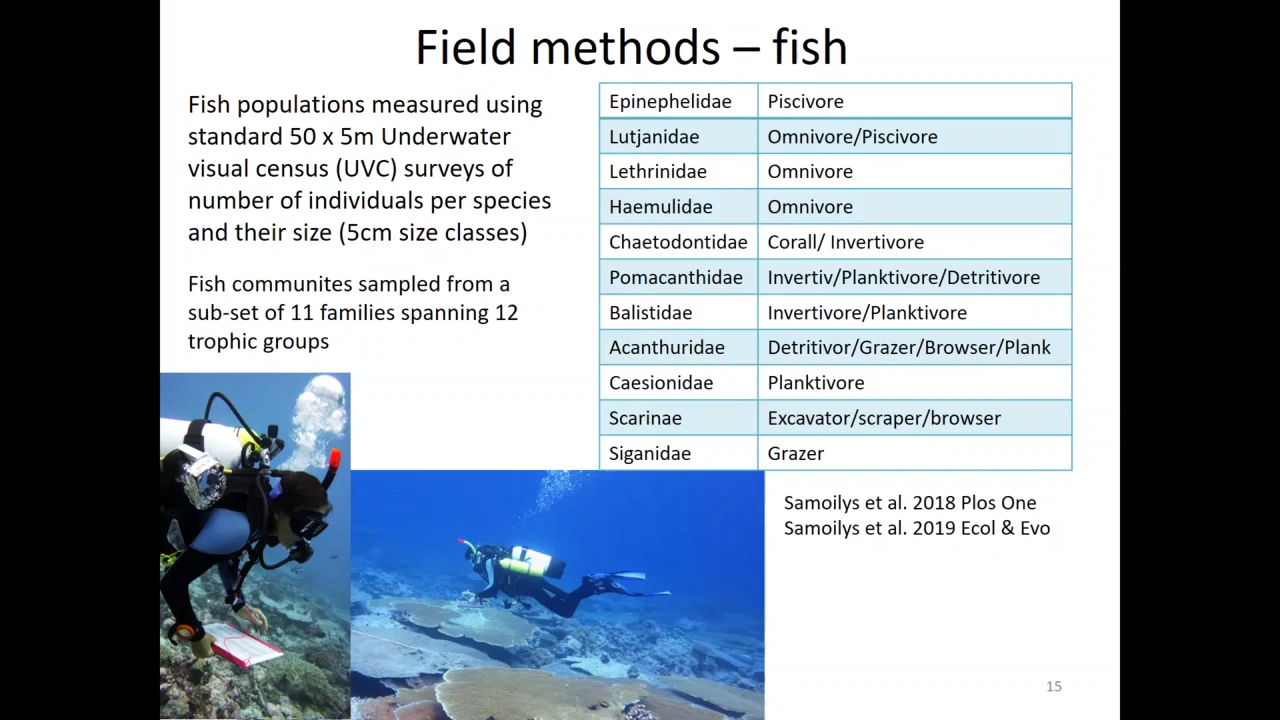 Field methods – fish
Fish populations measured using
standard 50 x 5m Underwater
visual census (UVC) surveys of
number of individuals per species
and their size (5cm size classes)
Fish communites sampled from a
sub-set of 11 families spanning 12
trophic groups
Epinephelidae Piscivore
Lutjanidae Omnivore/Piscivore
Lethrinidae Omnivore
Haemulidae Omnivore
Chaetodontidae Corall/ Invertivore
Pomacanthidae Invertiv/Planktivore/Detritivore
Balistidae Invertivore/Planktivore
Acanthuridae Detritivor/Grazer/Browser/Plank
Caesionidae Planktivore
Scarinae Excavator/scraper/browser
Siganidae Grazer
Samoilys et al. 2018 Plos One
Samoilys et al. 2019 Ecol & Evo
15